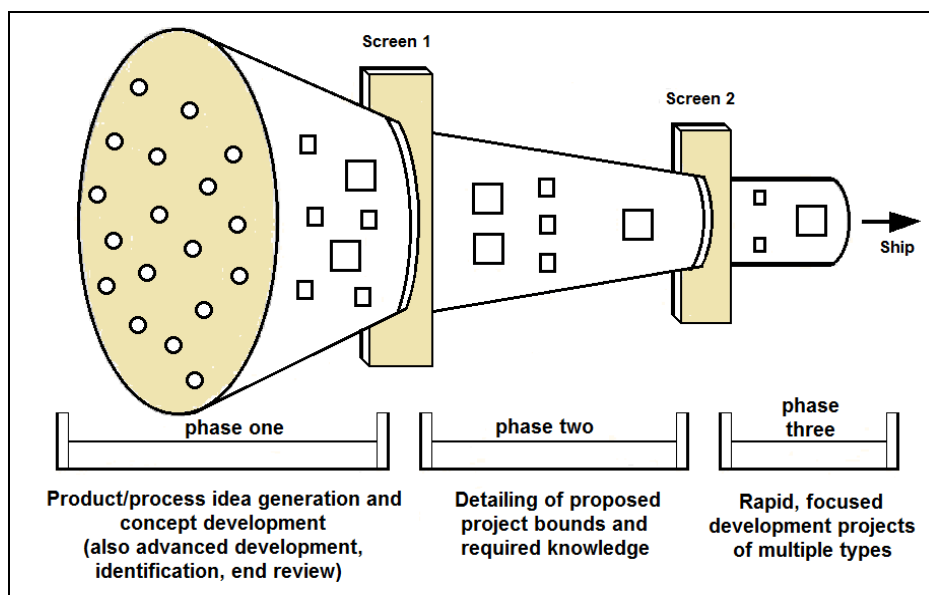 Screen 1
Screen 2
Ship
phase one
phase two
phase
three
Product/process idea generation and
concept development
(also advanced development,
identification, end review)
Detailing of proposed
project bounds and
required knowledge
Rapid, focused
development projects
of multiple types